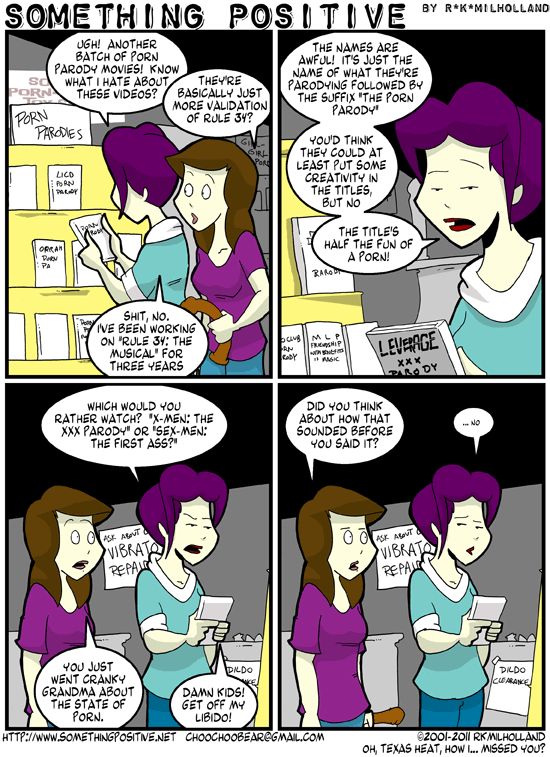 SOMETHING POSITIVE
BY R*K*MILHOLLAND
UGH! ANOTHER
BATCH OF PORN
PARODY MOVIES! KNOW
WHAT I HATE ABOUT
THESE VIDEOS?
THEY'RE
BASICALLY JUST
MORE VALIDATION
OF RULE 34?
PORN
PARODIES
LICD
PORN
PARODY
SHIT, NO.
I'VE BEEN WORKING
ON "RULE 34: THE
MUSICAL" FOR
THREE YEARS
THE NAMES ARE
AWFUL! IT'S JUST THE
NAME OF WHAT THEY'RE
PARODYING FOLLOWED BY
THE SUFFIX "THE PORN
PARODY"
YOU'D THINK
THEY COULD AT
LEAST PUT SOME
CREATIVITY IN
THE TITLES,
BUT NO
THE TITLE'S
HALF THE FUN OF
A PORN!
MLP
FRIENDSHIP
WITH BENEFITS
IS MAGIC
LEVERAGE
XXX
PARODY
WHICH WOULD YOU
RATHER WATCH? "X-MEN: THE
XXX PARODY" OR "SEX-MEN:
THE FIRST ASS?"
ASK ABOUT
VIBRATO
REPAI
YOU JUST
WENT CRANKY
GRANDMA ABOUT
THE STATE OF
PORN.
DAMN KIDS!
GET OFF MY
LIBIDO!
DID YOU THINK
ABOUT HOW THAT
SOUNDED BEFORE
YOU SAID IT?
... NO
ASK ABOUT
VIBRATO
REPAI
DILDO
CLEARANCE
HTTP://WWW.SOMETHINGPOSITIVE.NET CHOOCHOOBEAR@GMAIL.COM
©2001-2011 RKMILHOLLAND
OH, TEXAS HEAT, HOW I... MISSED YOU?